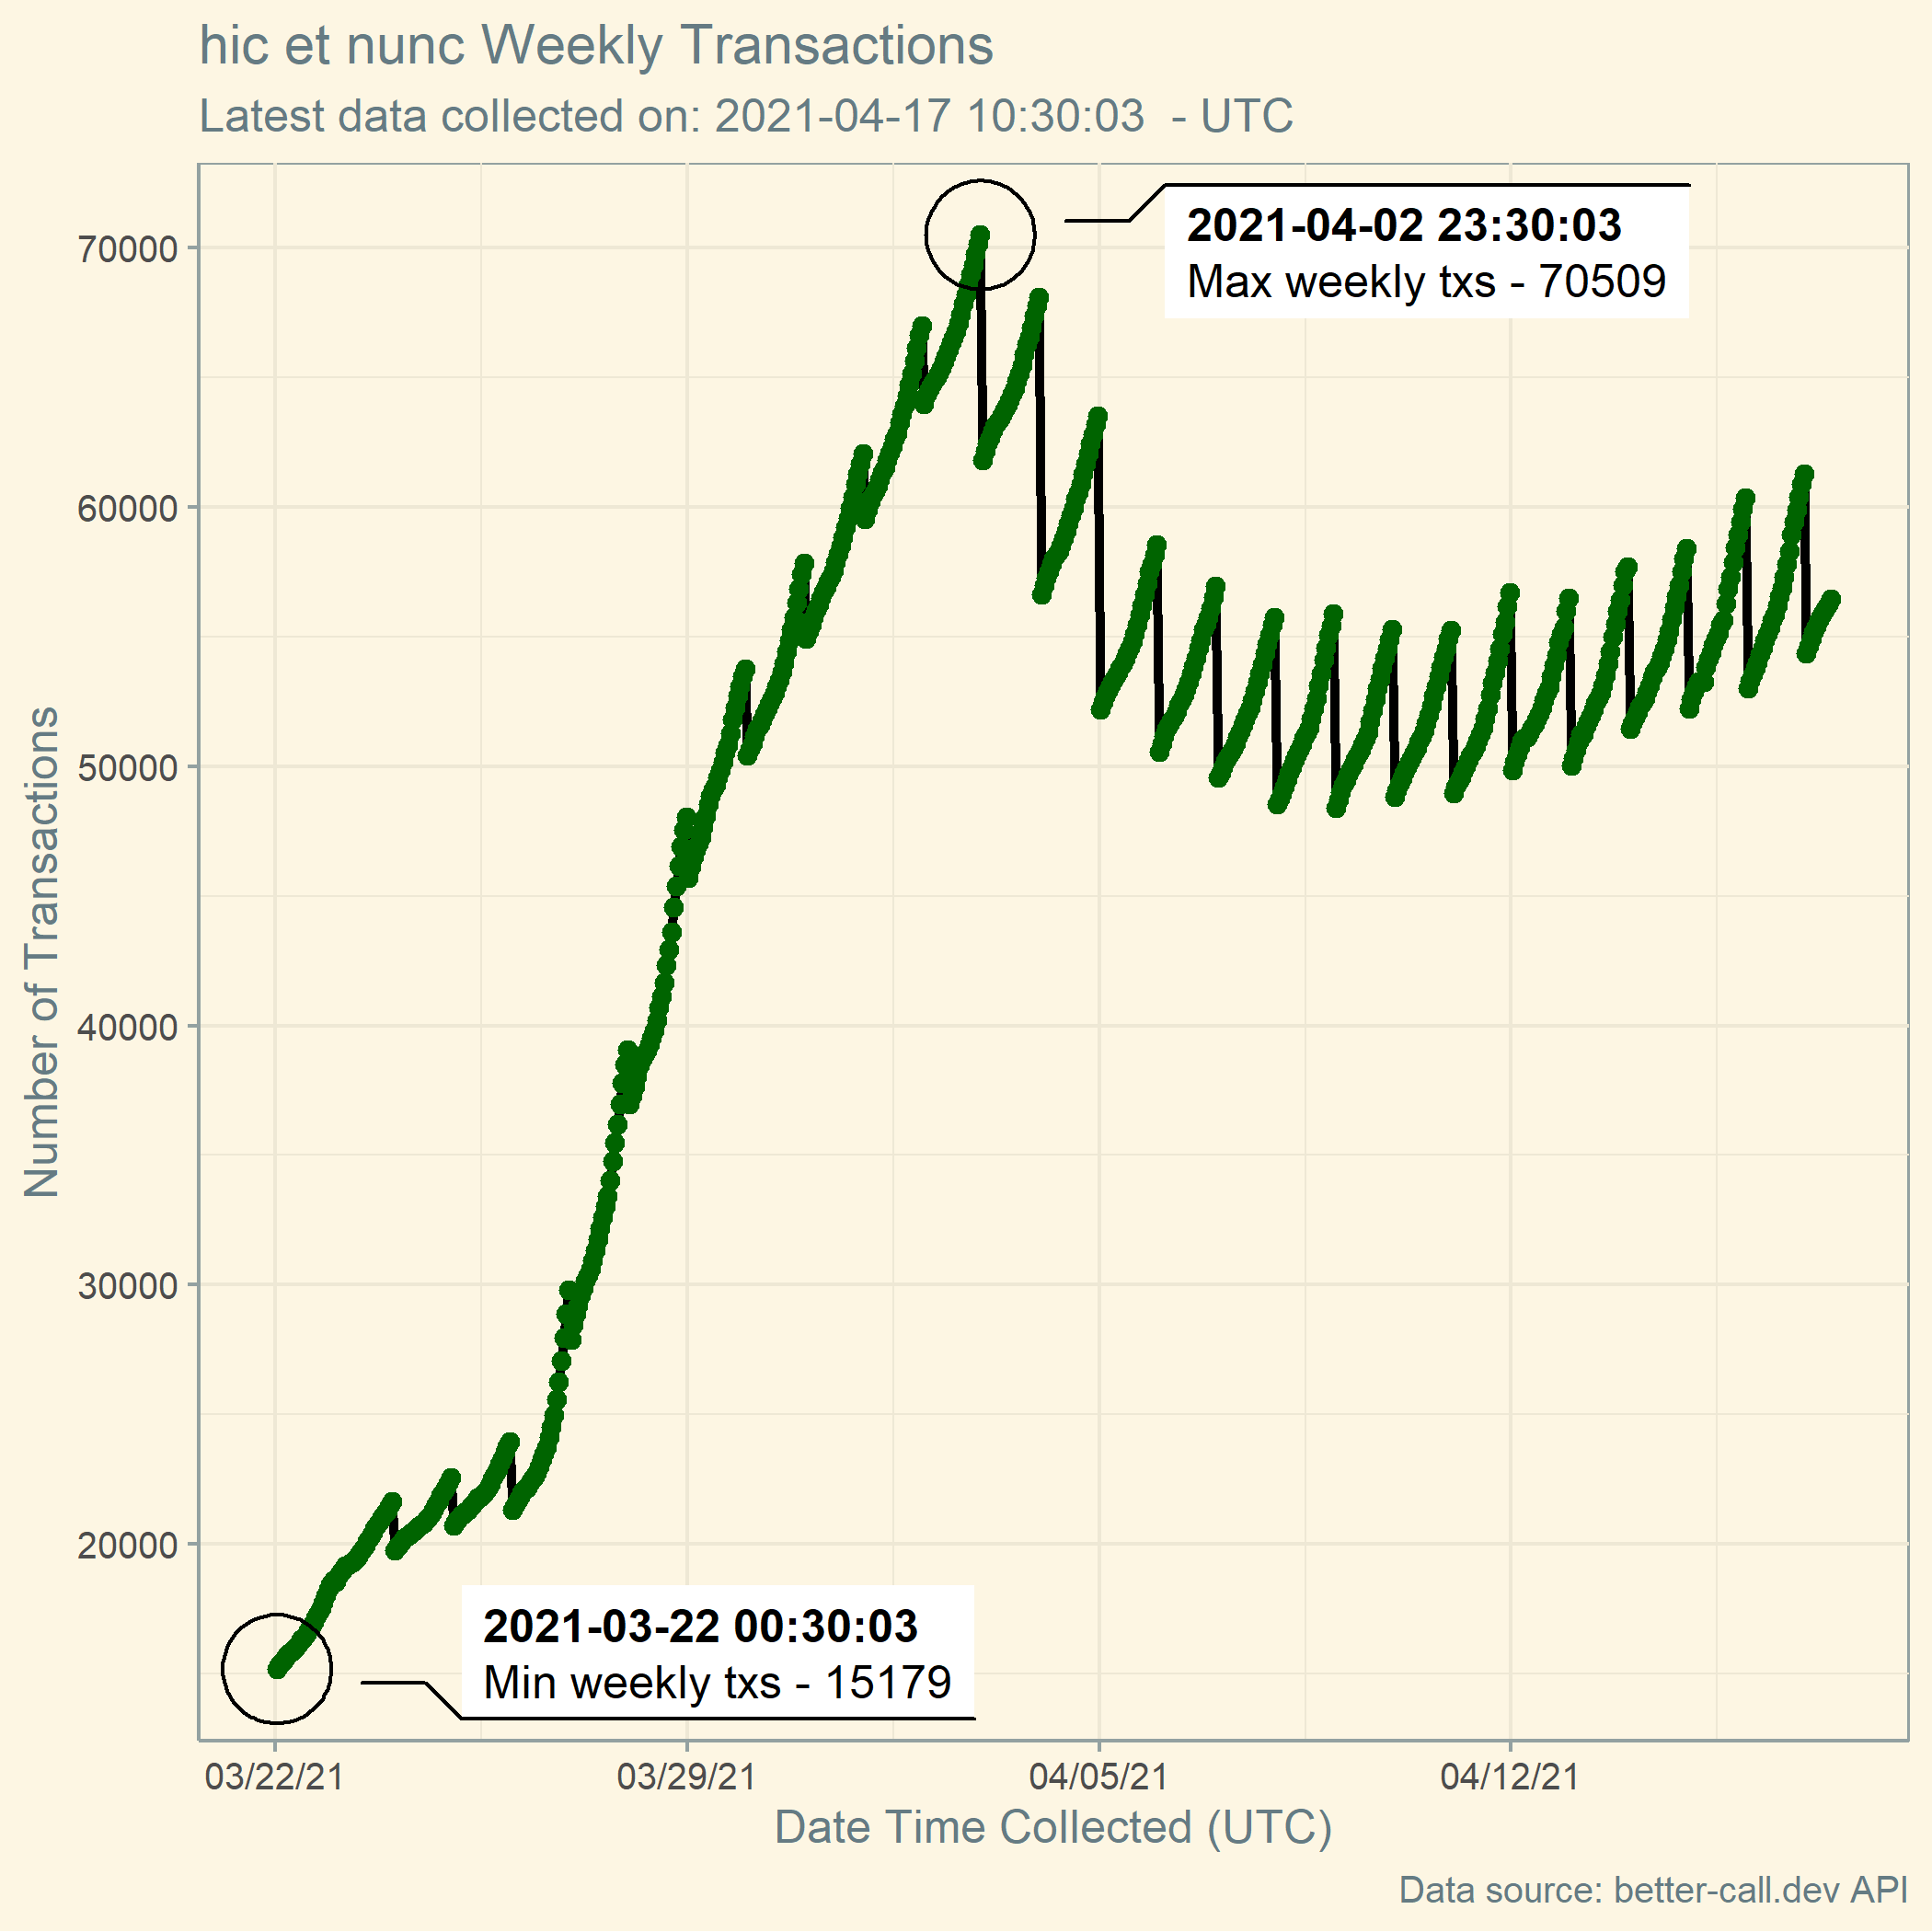 hic et nunc Weekly Transactions
Latest data collected on: 2021-04-17 10:30:03  - UTC
2021-04-02 23:30:03
Max weekly txs - 70509
70000
60000
50000
40000
30000
20000
Number of Transactions
2021-03-22 00:30:03
Min weekly txs - 15179
03/22/21
03/29/21
04/05/21
04/12/21
Date Time Collected (UTC)
Data source: better-call.dev API